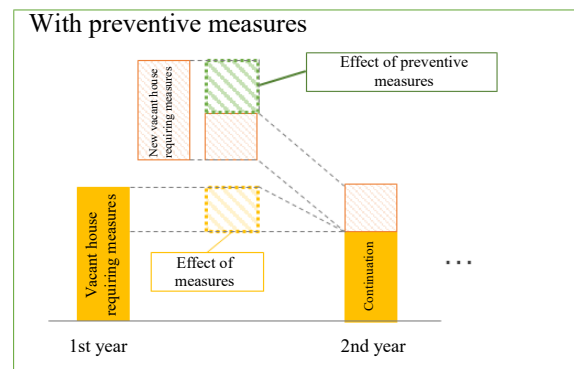 With preventive measures
Effect of preventive
measures
New vacant house
requiring measures
Vacant house
requiring measures
Effect of
measures
Continuation
...
1st year
2nd year